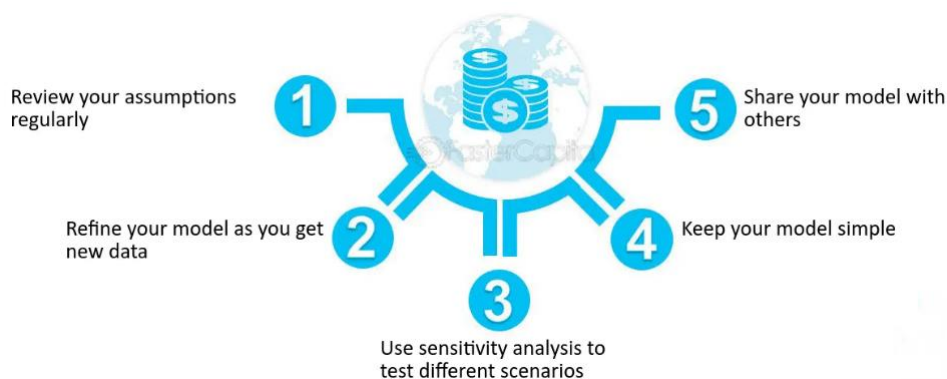 1
Review your assumptions
regularly
2
Refine your model as you get
new data
3
Use sensitivity analysis to
test different scenarios
4
Keep your model simple
5
Share your model with
others
$
$
$
FasterCapital